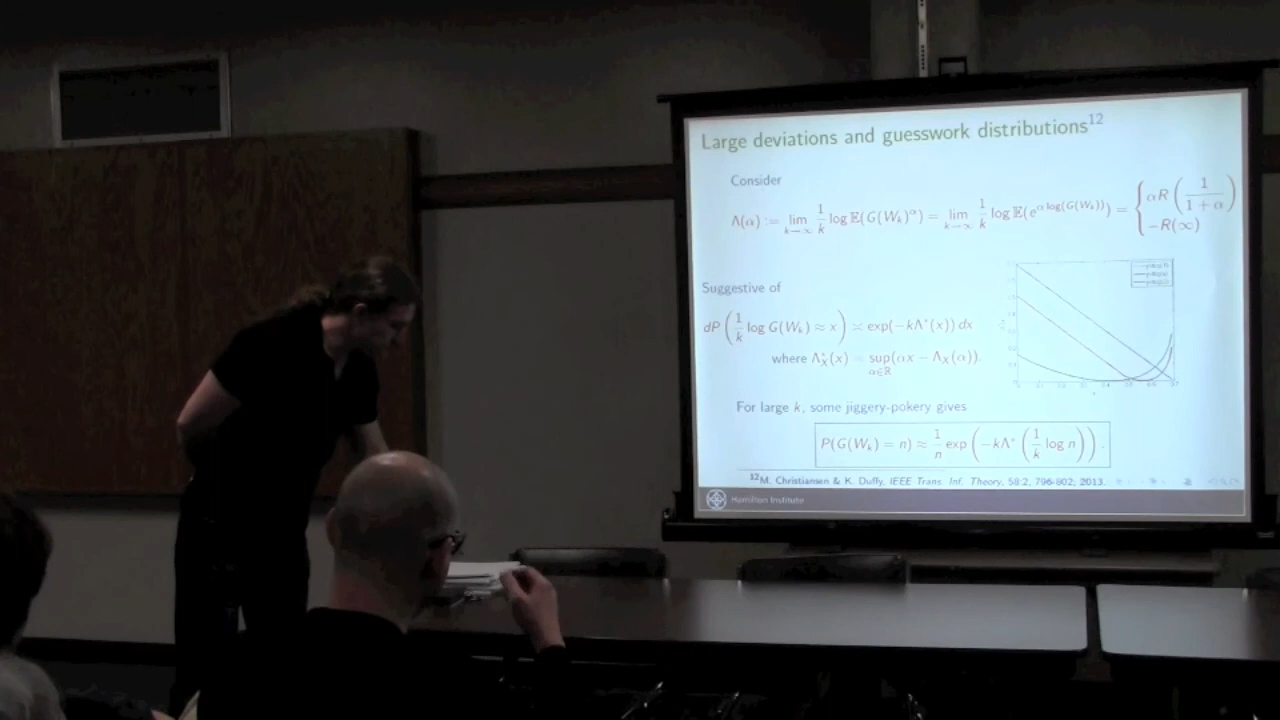 Large deviations and guesswork distributions¹²
Consider
Λ(α) := lim_{k→∞} 1/k log 𝔼(G(W_k)^α) = lim_{k→∞} 1/k log 𝔼(e^{α log(G(W_k))}) = { αR(1/(1+α))
−R(∞)
Suggestive of
dP(1/k log G(W_k) ≈ x) ≍ exp(−kΛ*(x)) dx
where Λ*_X(x) = sup_{α∈ℝ}(αx − Λ_X(α)).
For large k, some jiggery-pokery gives
P(G(W_k) = n) ≈ 1/n exp(−kΛ*(1/k log n)).
¹²M. Christiansen & K. Duffy, IEEE Trans. Inf. Theory, 58:2, 796-802, 2013.
Hamilton Institute